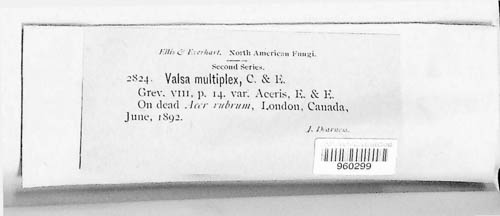 Ellis & Everhart. North American Fungi.
Second Series.
2824. Valsa multiplex, C. & E.
Grev. VIII, p. 14. var. Aceris, E. & E.
On dead Acer rubrum, London, Canada,
June, 1892.
J. Dearness.
960299